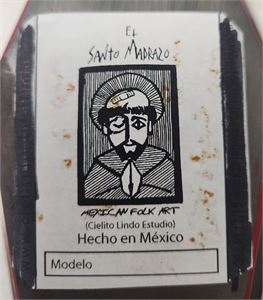 EL
SANTO MADRAZO
MEXICAN FOLK ART
(Cielito Lindo Estudio)
Hecho en México
Modelo